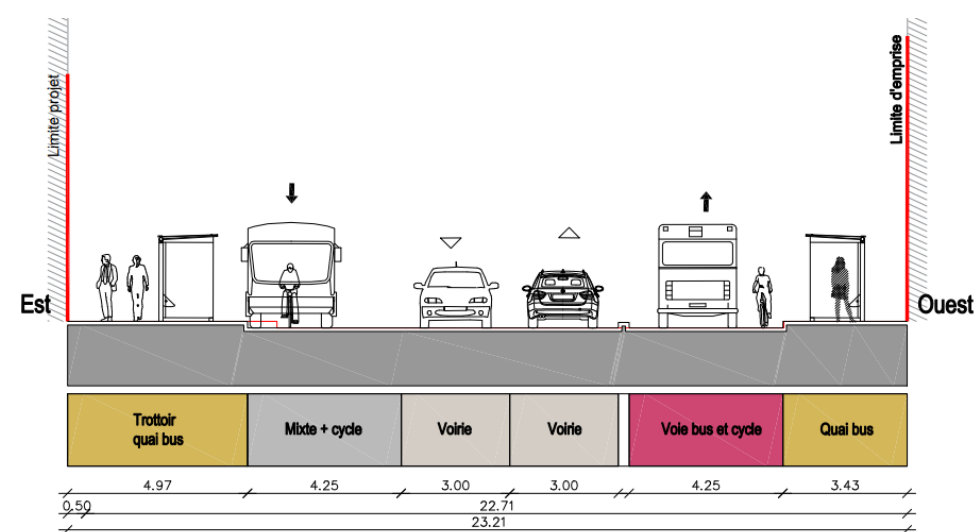 Limite projet
Limite d'emprise
Est
Ouest
Trottoir
quai bus
Mixte + cycle
Voirie
Voirie
Voie bus et cycle
Quai bus
4.97
4.25
3.00
3.00
4.25
3.43
0.50
22.71
23.21